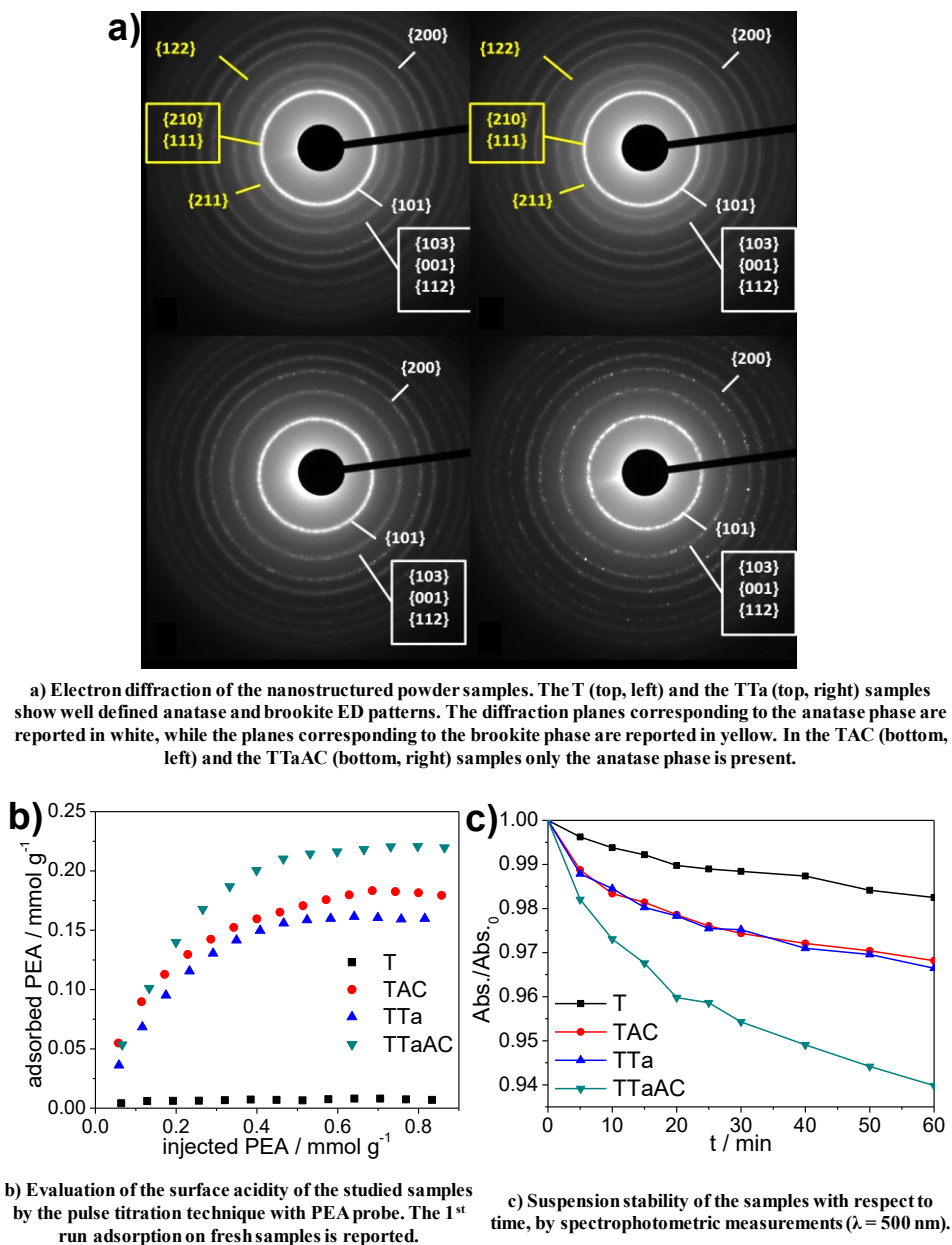 a)
{200}
{122}
{210}
{111}
{211}
{101}
{103}
{001}
{112}
{200}
{122}
{210}
{111}
{211}
{101}
{103}
{001}
{112}
{200}
{101}
{103}
{001}
{112}
{200}
{101}
{103}
{001}
{112}
a) Electron diffraction of the nanostructured powder samples. The T (top, left) and the TTa (top, right) samples
show well defined anatase and brookite ED patterns. The diffraction planes corresponding to the anatase phase are
reported in white, while the planes corresponding to the brookite phase are reported in yellow. In the TAC (bottom,
left) and the TTaAC (bottom, right) samples only the anatase phase is present.
b)
adsorbed PEA / mmol g-1
0.25
0.20
0.15
0.10
0.05
0.00
T
TAC
TTa
TTaAC
0.0 0.2 0.4 0.6 0.8
injected PEA / mmol g-1
b) Evaluation of the surface acidity of the studied samples
by the pulse titration technique with PEA probe. The 1st
run adsorption on fresh samples is reported.
c)
Abs./Abs.0
1.00
0.99
0.98
0.97
0.96
0.95
0.94
T
TAC
TTa
TTaAC
0 10 20 30 40 50 60
t / min
c) Suspension stability of the samples with respect to
time, by spectrophotometric measurements (λ = 500 nm).